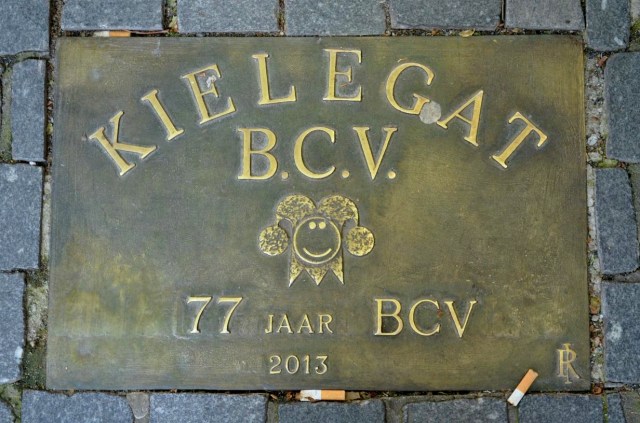 KIELEGAT
B.C.V.
77 JAAR BCV
2013